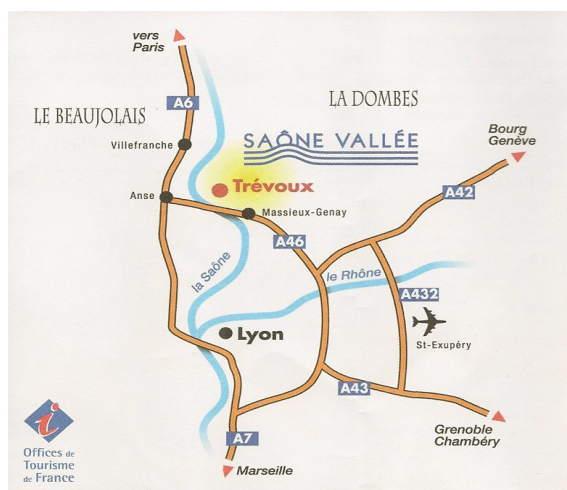 vers
Paris
A6
LE BEAUJOLAIS
LA DOMBES
SAÔNE VALLÉE
Bourg
Genève
Villefranche
Trévoux
Anse
Massieux-Genay
A42
A46
la Saône
le Rhône
A432
Lyon
St-Exupéry
A43
Grenoble
Chambéry
A7
Marseille
i
Offices de
Tourisme
de France